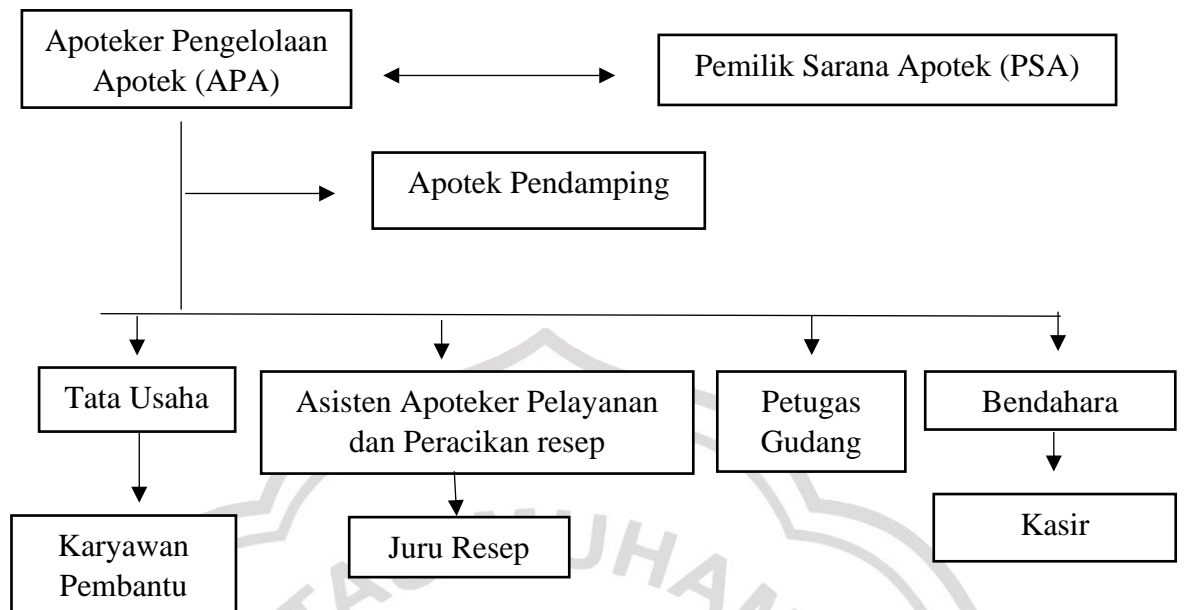 Apoteker Pengelolaan
Apotek (APA)
Pemilik Sarana Apotek (PSA)
Apotek Pendamping
Tata Usaha
Asisten Apoteker Pelayanan
dan Peracikan resep
Petugas
Gudang
Bendahara
Karyawan
Pembantu
Juru Resep
Kasir